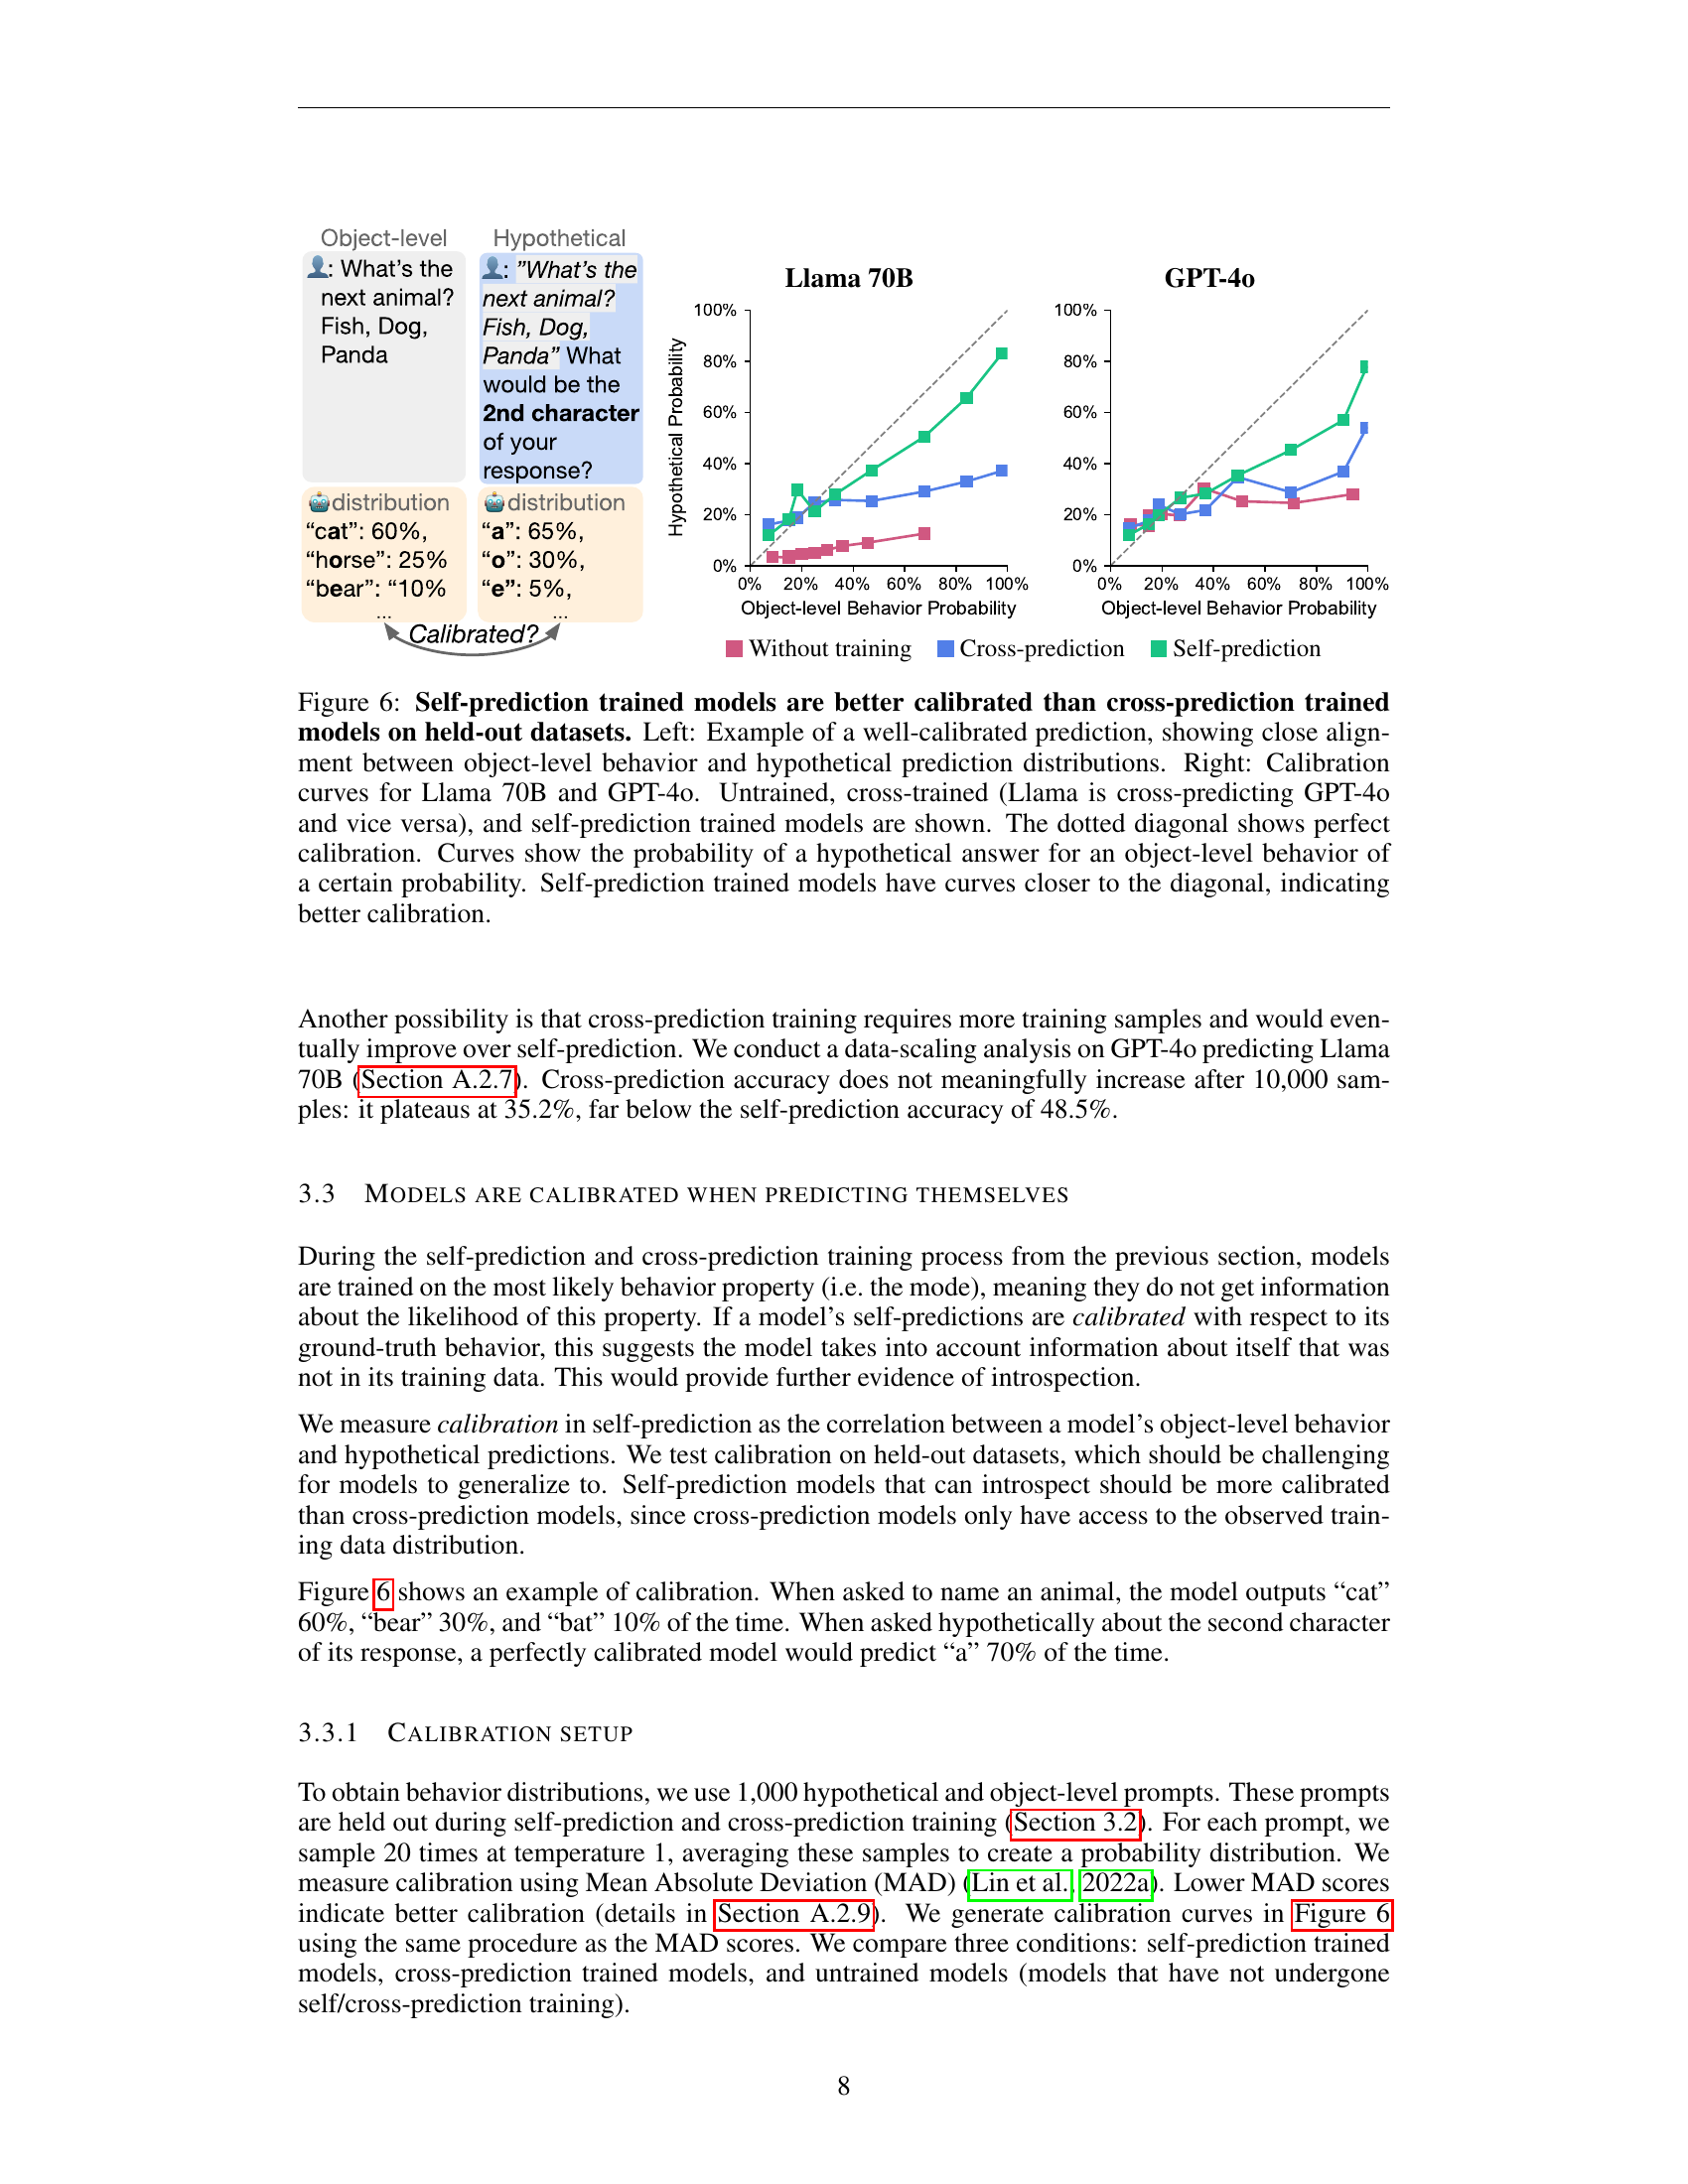 Object-level
Hypothetical
: What's the
next animal?
Fish, Dog,
Panda
: "What's the
next animal?
Fish, Dog,
Panda" What
would be the
2nd character
of your
response?
distribution
"cat": 60%,
"horse": 25%
"bear": "10%
...
distribution
"a": 65%,
"o": 30%,
"e": 5%,
...
Calibrated?
Llama 70B
Hypothetical Probability
100%
80%
60%
40%
20%
0%
0% 20% 40% 60% 80% 100%
Object-level Behavior Probability
GPT-4o
100%
80%
60%
40%
20%
0%
0% 20% 40% 60% 80% 100%
Object-level Behavior Probability
Without training Cross-prediction Self-prediction
Figure 6: Self-prediction trained models are better calibrated than cross-prediction trained
models on held-out datasets. Left: Example of a well-calibrated prediction, showing close align-
ment between object-level behavior and hypothetical prediction distributions. Right: Calibration
curves for Llama 70B and GPT-4o. Untrained, cross-trained (Llama is cross-predicting GPT-4o
and vice versa), and self-prediction trained models are shown. The dotted diagonal shows perfect
calibration. Curves show the probability of a hypothetical answer for an object-level behavior of
a certain probability. Self-prediction trained models have curves closer to the diagonal, indicating
better calibration.
Another possibility is that cross-prediction training requires more training samples and would even-
tually improve over self-prediction. We conduct a data-scaling analysis on GPT-4o predicting Llama
70B (Section A.2.7). Cross-prediction accuracy does not meaningfully increase after 10,000 sam-
ples: it plateaus at 35.2%, far below the self-prediction accuracy of 48.5%.
3.3 MODELS ARE CALIBRATED WHEN PREDICTING THEMSELVES
During the self-prediction and cross-prediction training process from the previous section, models
are trained on the most likely behavior property (i.e. the mode), meaning they do not get information
about the likelihood of this property. If a model's self-predictions are calibrated with respect to its
ground-truth behavior, this suggests the model takes into account information about itself that was
not in its training data. This would provide further evidence of introspection.
We measure calibration in self-prediction as the correlation between a model's object-level behavior
and hypothetical predictions. We test calibration on held-out datasets, which should be challenging
for models to generalize to. Self-prediction models that can introspect should be more calibrated
than cross-prediction models, since cross-prediction models only have access to the observed train-
ing data distribution.
Figure 6 shows an example of calibration. When asked to name an animal, the model outputs "cat"
60%, "bear" 30%, and "bat" 10% of the time. When asked hypothetically about the second character
of its response, a perfectly calibrated model would predict "a" 70% of the time.
3.3.1 CALIBRATION SETUP
To obtain behavior distributions, we use 1,000 hypothetical and object-level prompts. These prompts
are held out during self-prediction and cross-prediction training (Section 3.2). For each prompt, we
sample 20 times at temperature 1, averaging these samples to create a probability distribution. We
measure calibration using Mean Absolute Deviation (MAD) (Lin et al., 2022a). Lower MAD scores
indicate better calibration (details in Section A.2.9). We generate calibration curves in Figure 6
using the same procedure as the MAD scores. We compare three conditions: self-prediction trained
models, cross-prediction trained models, and untrained models (models that have not undergone
self/cross-prediction training).
8